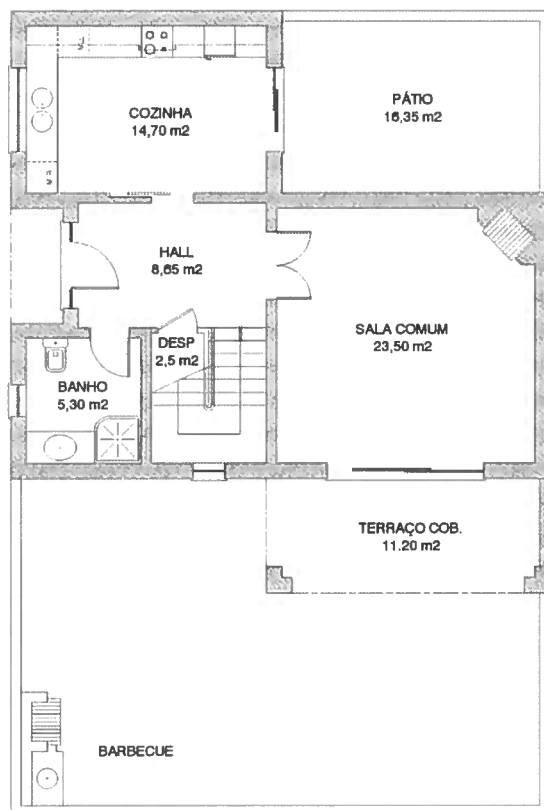 COZINHA
14,70 m2
PÁTIO
16,35 m2
HALL
8,65 m2
SALA COMUM
23,50 m2
DESP
2,5 m2
BANHO
5,30 m2
TERRAÇO COB.
11.20 m2
BARBECUE